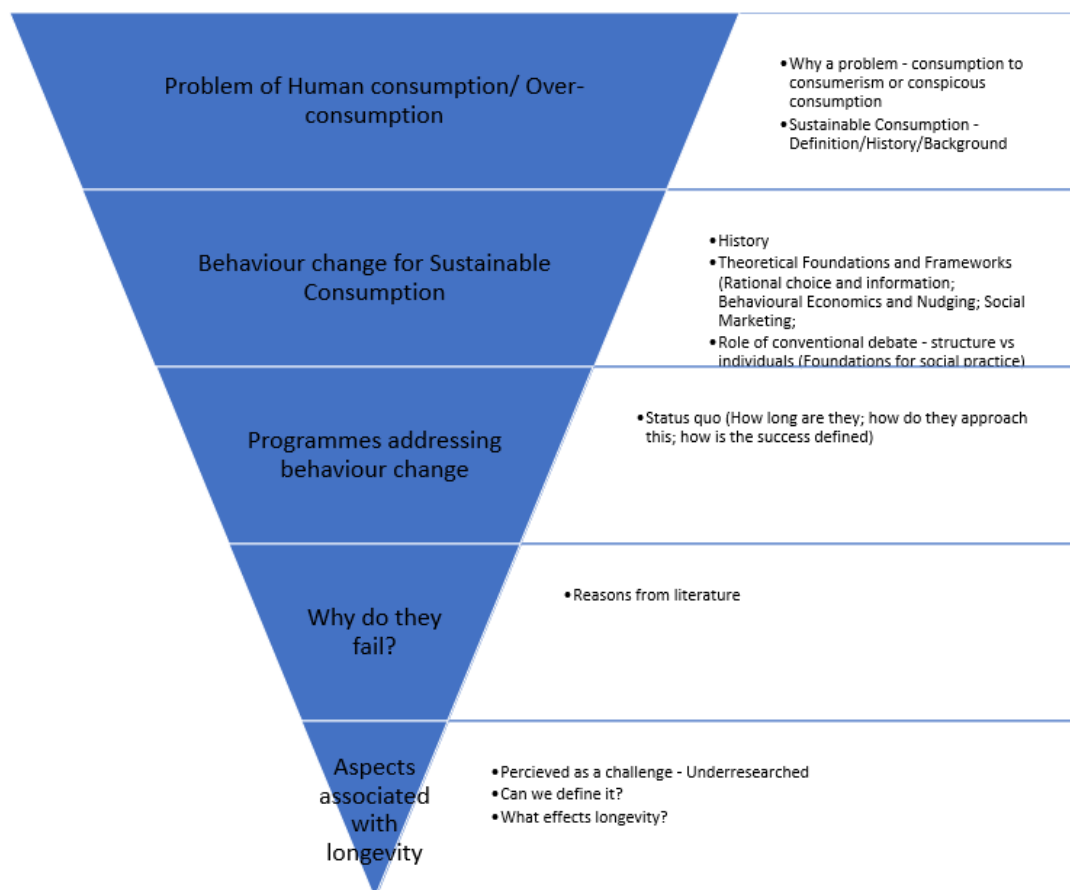 Problem of Human consumption/ Over-
consumption
•Why a problem - consumption to
consumerism or conspicous
consumption
•Sustainable Consumption -
Definition/History/Background
Behaviour change for Sustainable
Consumption
•History
•Theoretical Foundations and Frameworks
(Rational choice and information;
Behavioural Economics and Nudging; Social
Marketing;
•Role of conventional debate - structure vs
individuals (Foundations for social practice)
Programmes addressing
behaviour change
•Status quo (How long are they; how do they approach
this; how is the success defined)
Why do they
fail?
•Reasons from literature
Aspects
associated
with
longevity
•Percieved as a challenge - Underresearched
•Can we define it?
•What effects longevity?